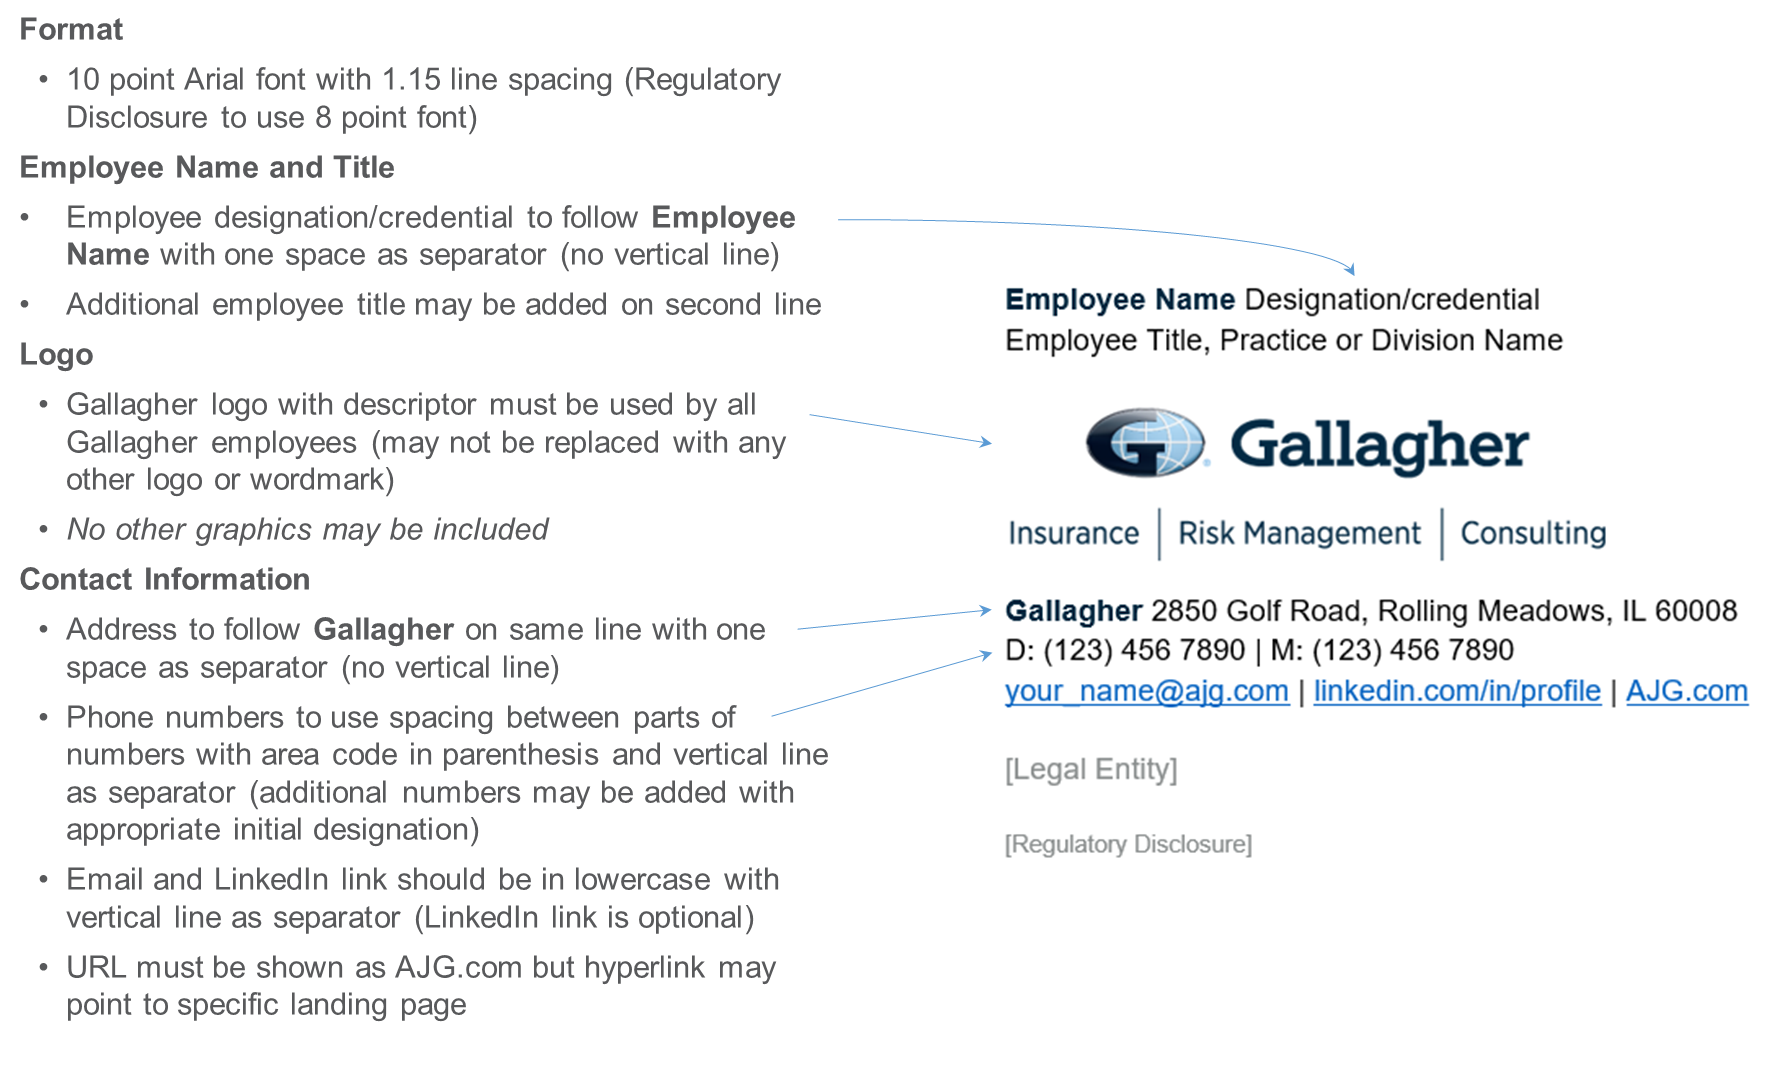 Format
• 10 point Arial font with 1.15 line spacing (Regulatory
Disclosure to use 8 point font)
Employee Name and Title
• Employee designation/credential to follow Employee
Name with one space as separator (no vertical line)
• Additional employee title may be added on second line
Logo
• Gallagher logo with descriptor must be used by all
Gallagher employees (may not be replaced with any
other logo or wordmark)
• No other graphics may be included
Contact Information
• Address to follow Gallagher on same line with one
space as separator (no vertical line)
• Phone numbers to use spacing between parts of
numbers with area code in parenthesis and vertical line
as separator (additional numbers may be added with
appropriate initial designation)
• Email and LinkedIn link should be in lowercase with
vertical line as separator (LinkedIn link is optional)
• URL must be shown as AJG.com but hyperlink may
point to specific landing page
Employee Name Designation/credential
Employee Title, Practice or Division Name
G® Gallagher
Insurance | Risk Management | Consulting
Gallagher 2850 Golf Road, Rolling Meadows, IL 60008
D: (123) 456 7890 | M: (123) 456 7890
your_name@ajg.com | linkedin.com/in/profile | AJG.com
[Legal Entity]
[Regulatory Disclosure]